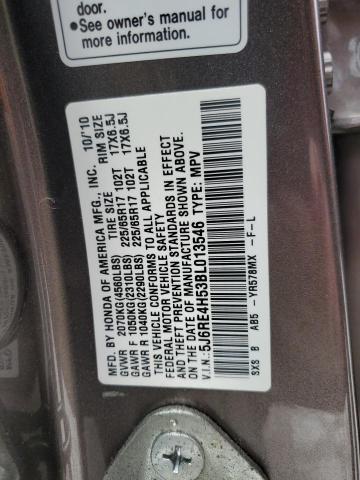 door.
•See owner's manual for
more information.
MFD. BY HONDA OF AMERICA MFG., INC. 10/'10
GVWR 2070KG(4560LBS) TIRE SIZE RIM SIZE
GAWR F 1050KG(2310LBS) 225/65R17 102T 17X6.5J
GAWR R 1040KG(2290LBS) 225/65R17 102T 17X6.5J
THIS VEHICLE CONFORMS TO ALL APPLICABLE
FEDERAL MOTOR VEHICLE SAFETY
AND THEFT PREVENTION STANDARDS IN EFFECT
ON THE DATE OF MANUFACTURE SHOWN ABOVE.
V.I.N.: 5J6RE4H53BL013546 TYPE: MPV
SXS B AB5 -YR578MX -F-L